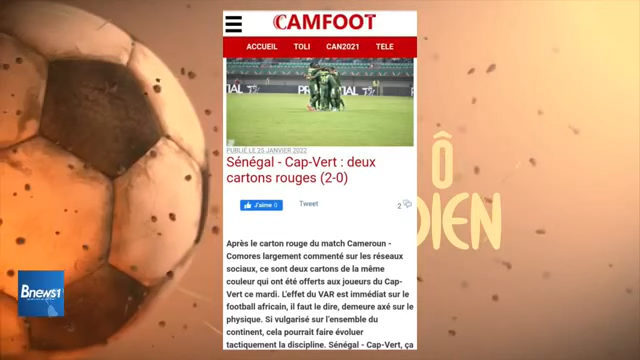 CAMFOOT
ACCUEIL TOLI CAN2021 TELE
PUBLIÉ LE 25 JANVIER 2022
Sénégal - Cap-Vert : deux
cartons rouges (2-0)
J'aime 0 Tweet 2
Après le carton rouge du match Cameroun -
Comores largement commenté sur les réseaux
sociaux, ce sont deux cartons de la même
couleur qui ont été offerts aux joueurs du Cap-
Vert ce mardi. L'effet du VAR est immédiat sur le
football africain, il faut le dire, demeure axé sur le
physique. Si vulgarisé sur l'ensemble du
continent, cela pourrait faire évoluer
tactiquement la discipline. Sénégal - Cap-Vert, ça
Ô
DIEN
Bnews1